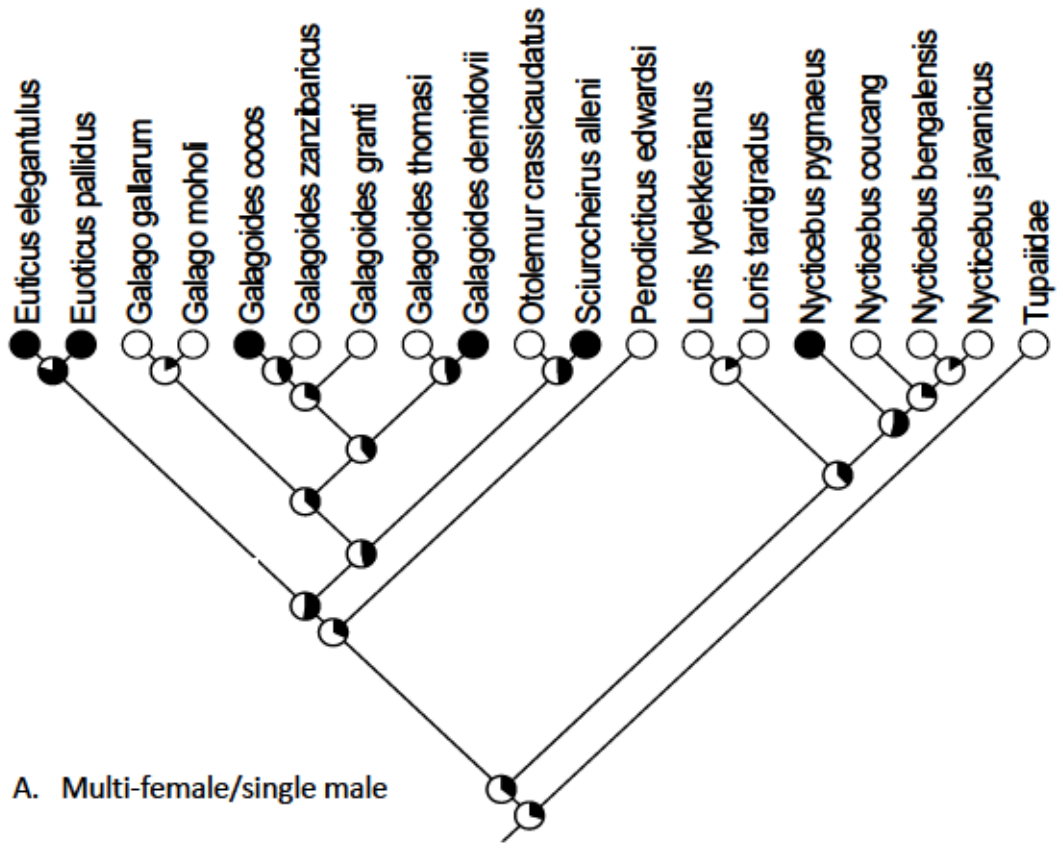 Euticus elegantulus
Euoticus pallidus
Galago gallarum
Galago moholi
Galagoides cocos
Galagoides zanzibaricus
Galagoides granti
Galagoides thomasi
Galagoides demidovii
Otolemur crassicaudatus
Sciurocheirus alleni
Perodicticus edwardsi
Loris lydekkerianus
Loris tardigradus
Nycticebus pygmaeus
Nycticebus coucang
Nycticebus bengalensis
Nycticebus javanicus
Tupaiidae
A. Multi-female/single male